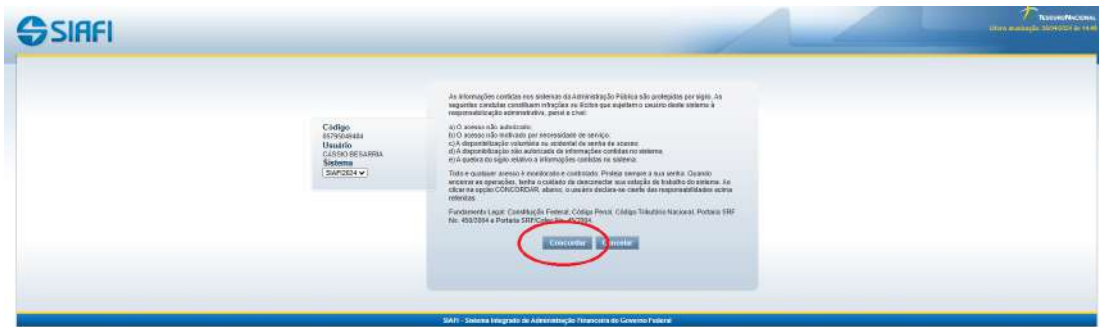 SIAFI
TESOURO NACIONAL
Última atualização: às 14:49
Código
Usuário
CASSIO BESARRIA
Sistema
SIAFI2024
As informações contidas nos sistemas da Administração Pública são protegidas por sigilo. As
seguintes condutas constituem infrações ou ilícitos que sujeitam o usuário deste sistema à
responsabilização administrativa, penal e cível:
a) O acesso não autorizado;
b) O acesso não motivado por necessidade de serviço;
c) A disponibilização voluntária ou acidental da senha de acesso;
d) A disponibilização não autorizada de informações contidas no sistema;
e) A quebra do sigilo relativo a informações contidas no sistema.
Todo e qualquer acesso é monitorado e controlado. Proteja sempre a sua senha. Quando
encerrar as operações, tenha o cuidado de desconectar sua estação de trabalho do sistema. Ao
clicar na opção CONCORDAR, abaixo, o usuário declara-se ciente das responsabilidades acima
referidas.
Fundamento Legal: Constituição Federal, Código Penal, Código Tributário Nacional, Portaria SRF
No. 450/2004 e Portaria
Concordar Cancelar
SIAFI - Sistema Integrado de Administração Financeira do Governo Federal